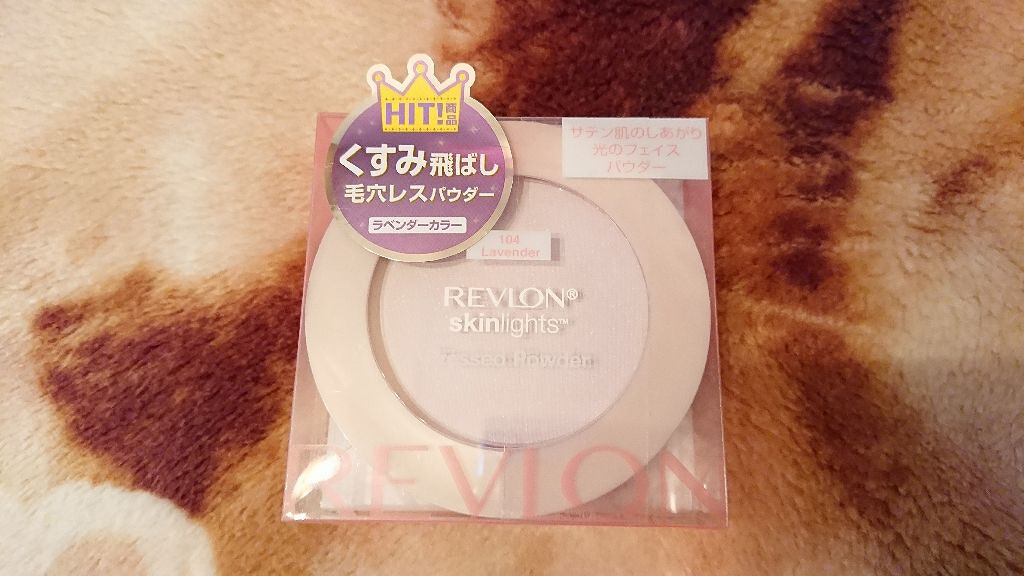 HIT!商品
くすみ飛ばし
毛穴レスパウダー
ラベンダーカラー
サテン肌のしあがり
光のフェイス
パウダー
104
Lavender
REVLON®
skinlights™
Pressed Powder
REVLON